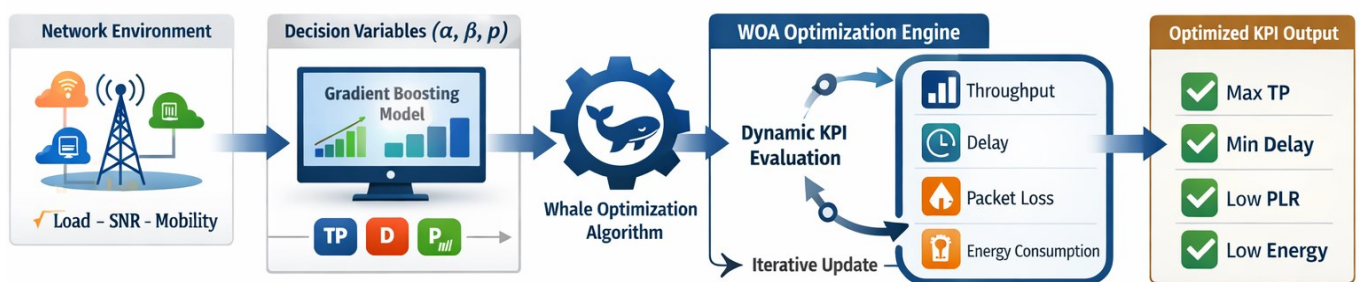 Network Environment
√ Load - SNR - Mobility
Decision Variables (α, β, p)
Gradient Boosting
Model
TP
D
Whale Optimization
Algorithm
WOA Optimization Engine
Dynamic KPI
Evaluation
Iterative Update
Throughput
Delay
Packet Loss
Energy Consumption
Optimized KPI Output
Max TP
Min Delay
Low PLR
Low Energy